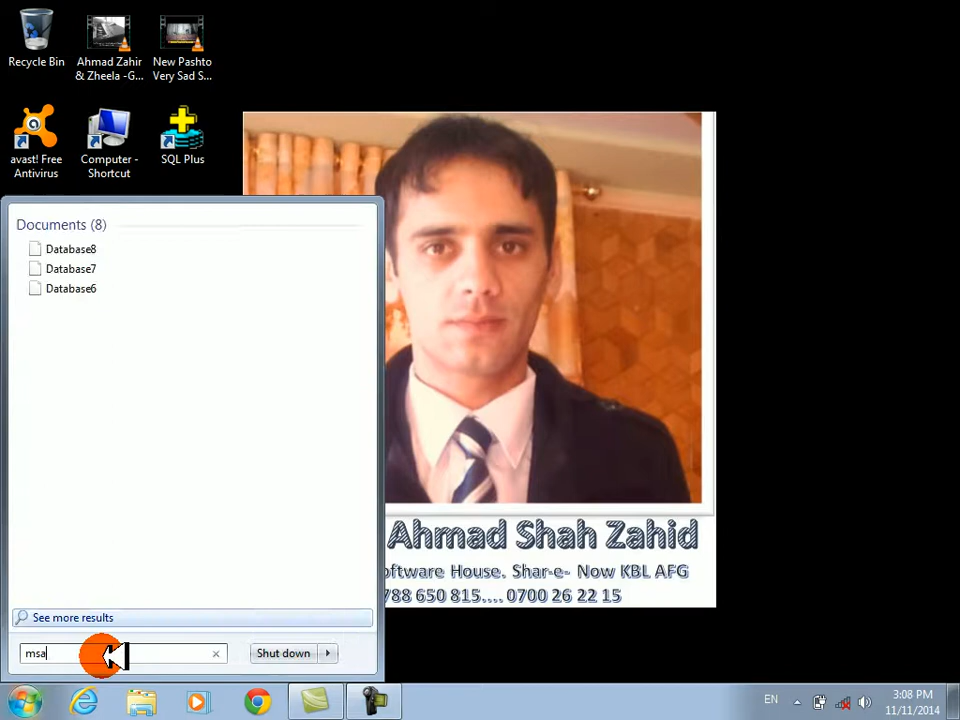 Recycle Bin
Ahmad Zahir
& Zheela -G...
New Pashto
Very Sad S...
avast! Free
Antivirus
Computer -
Shortcut
SQL Plus
Documents (8)
Database8
Database7
Database6
See more results
msa
Shut down
Ahmad Shah Zahid
House, Shar-e- Now KBL AFG
788 650 815.... 0700 26 22 15
EN
3:08 PM
11/11/2014